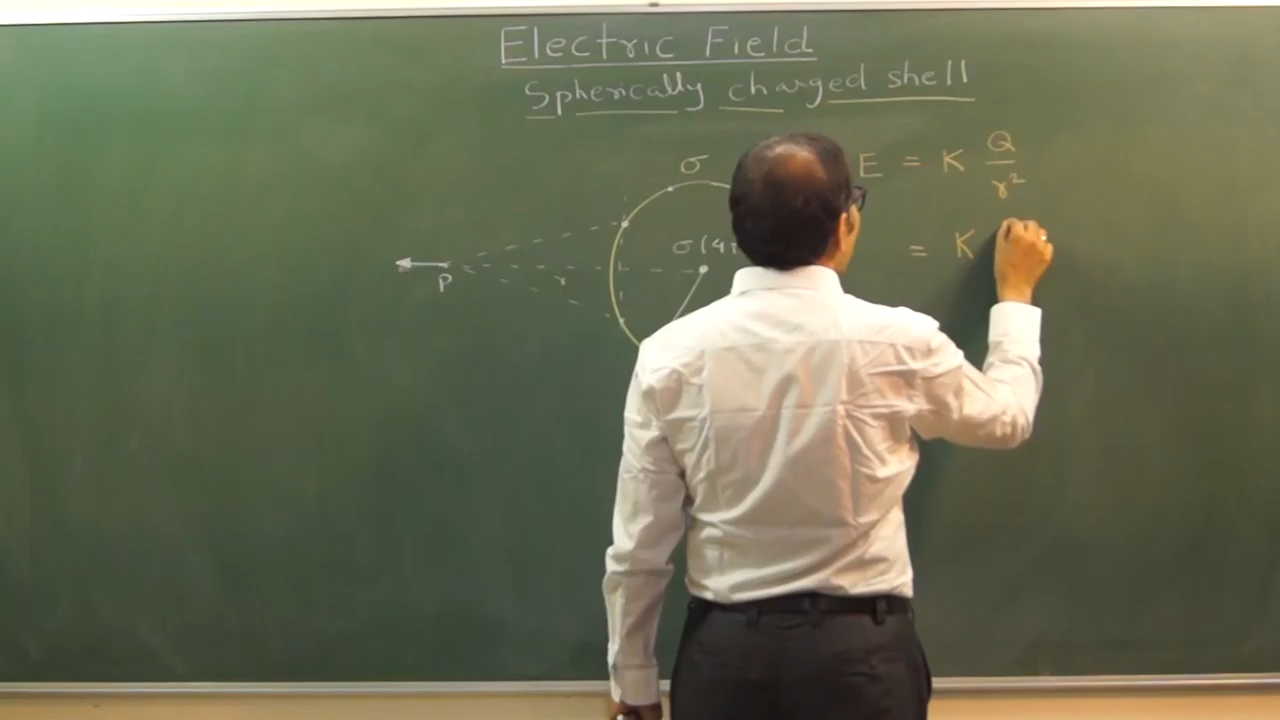 Electric Field
Spherically charged shell
σ
E = K Q/r²
σ(4π
= K
P
r